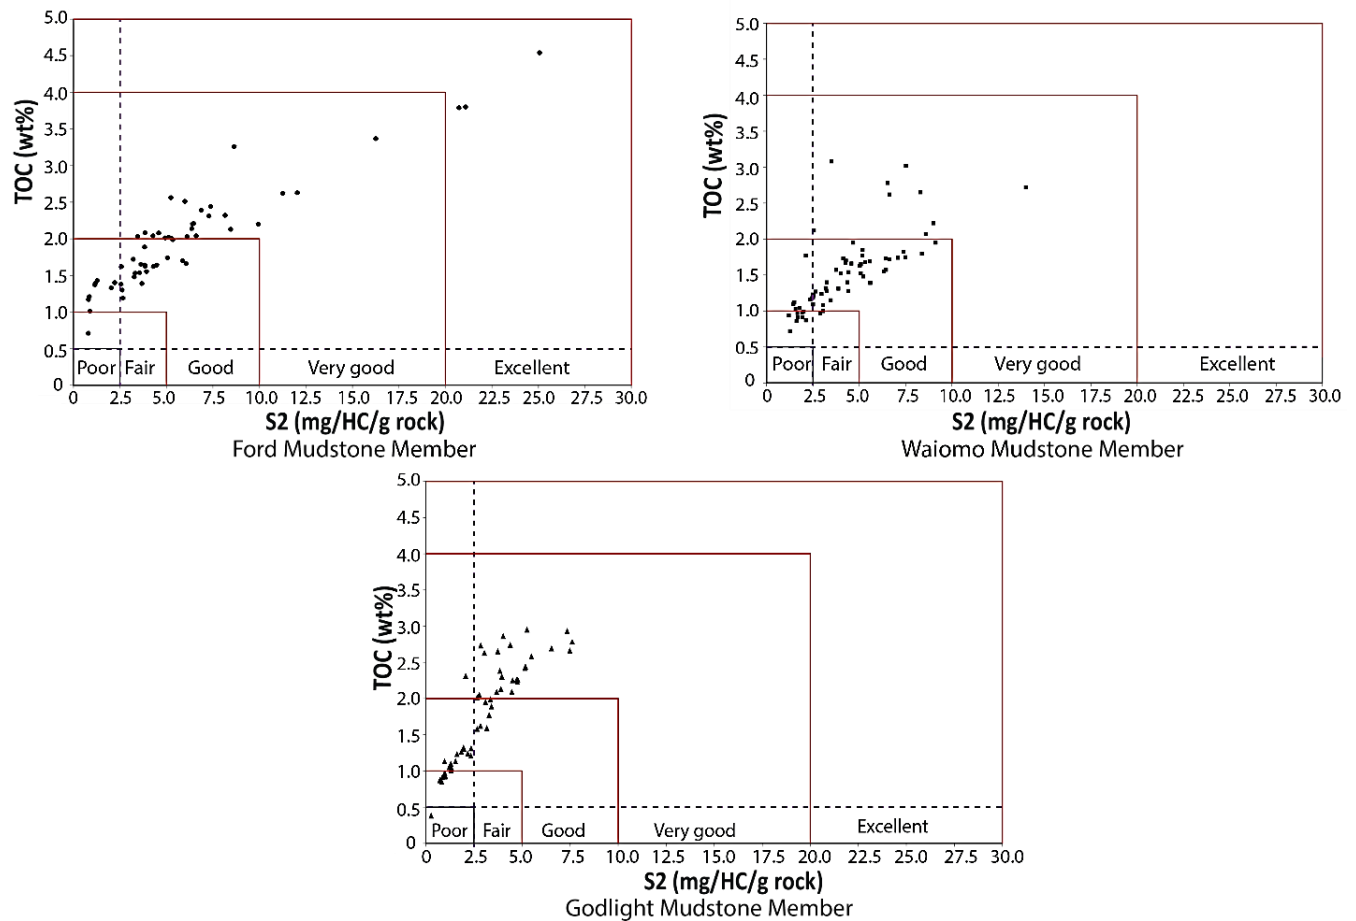 5.0
4.5
4.0
3.5
3.0
2.5
2.0
1.5
1.0
0.5
0
TOC (wt%)
Poor Fair Good Very good Excellent
0 2.5 5.0 7.5 10.0 12.5 15.0 17.5 20.0 22.5 25.0 27.5 30.0
S2 (mg/HC/g rock)
Ford Mudstone Member
5.0
4.5
4.0
3.5
3.0
2.5
2.0
1.5
1.0
0.5
0
TOC (wt%)
Poor Fair Good Very good Excellent
0 2.5 5.0 7.5 10.0 12.5 15.0 17.5 20.0 22.5 25.0 27.5 30.0
S2 (mg/HC/g rock)
Waiomo Mudstone Member
5.0
4.5
4.0
3.5
3.0
2.5
2.0
1.5
1.0
0.5
0
TOC (wt%)
Poor Fair Good Very good Excellent
0 2.5 5.0 7.5 10.0 12.5 15.0 17.5 20.0 22.5 25.0 27.5 30.0
S2 (mg/HC/g rock)
Godlight Mudstone Member